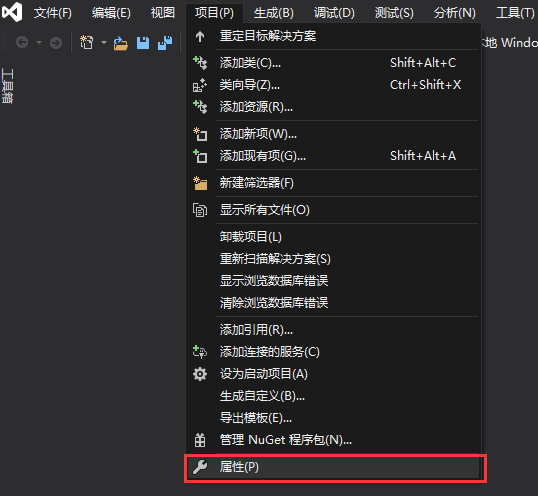 文件(F) 编辑(E) 视图 项目(P) 生成(B) 调试(D) 测试(S) 分析(N) 工具(T)
地 Windo
工具箱
重定目标解决方案
添加类(C)... Shift+Alt+C
类向导(Z)... Ctrl+Shift+X
添加资源(R)...
添加新项(W)...
添加现有项(G)... Shift+Alt+A
新建筛选器(F)
显示所有文件(O)
卸载项目(L)
重新扫描解决方案(S)
显示浏览数据库错误
清除浏览数据库错误
添加引用(R)...
添加连接的服务(C)
设为启动项目(A)
生成自定义(B)...
导出模板(E)...
管理 NuGet 程序包(N)...
属性(P)